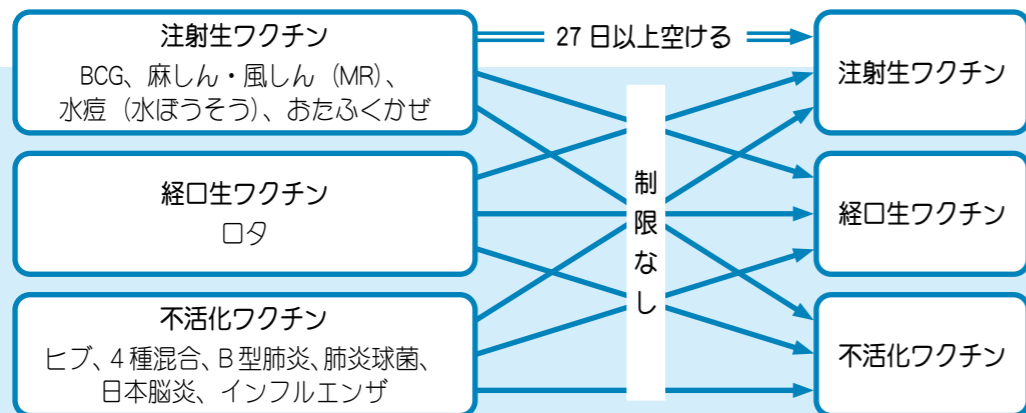 注射生ワクチン
BCG、麻しん・風しん（MR）、
水痘（水ぼうそう）、おたふくかぜ
27日以上空ける
注射生ワクチン
経口生ワクチン
ロタ
制限なし
経口生ワクチン
不活化ワクチン
ヒブ、4種混合、B型肺炎、肺炎球菌、
日本脳炎、インフルエンザ
不活化ワクチン